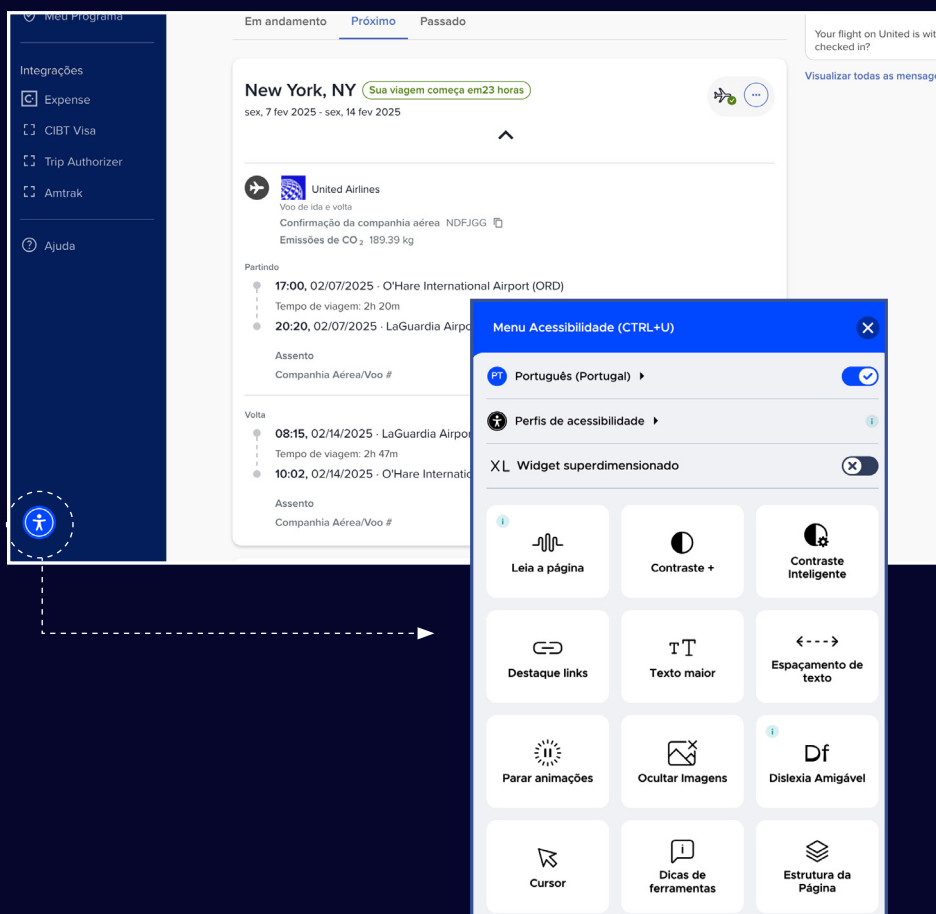 Meu Programa
Integrações
Expense
CIBT Visa
Trip Authorizer
Amtrak
Ajuda
Em andamento Próximo Passado
New York, NY Sua viagem começa em23 horas
sex, 7 fev 2025 - sex, 14 fev 2025
United Airlines
Voo de ida e volta
Confirmação da companhia aérea NDFJGG
Emissões de CO₂ 189.39 kg
Partindo
17:00, 02/07/2025 · O'Hare International Airport (ORD)
Tempo de viagem: 2h 20m
20:20, 02/07/2025 · LaGuardia Airpo
Assento
Companhia Aérea/Voo #
Volta
08:15, 02/14/2025 · LaGuardia Airpor
Tempo de viagem: 2h 47m
10:02, 02/14/2025 · O'Hare Internatio
Assento
Companhia Aérea/Voo #
Your flight on United is wit
checked in?
Visualizar todas as mensage
Menu Acessibilidade (CTRL+U)
PT Português (Portugal)
Perfis de acessibilidade
XL Widget superdimensionado
Leia a página
Contraste +
Contraste
Inteligente
Destaque links
TT
Texto maior
Espaçamento de
texto
Parar animações
Ocultar Imagens
Df
Dislexia Amigável
Cursor
Dicas de
ferramentas
Estrutura da
Página